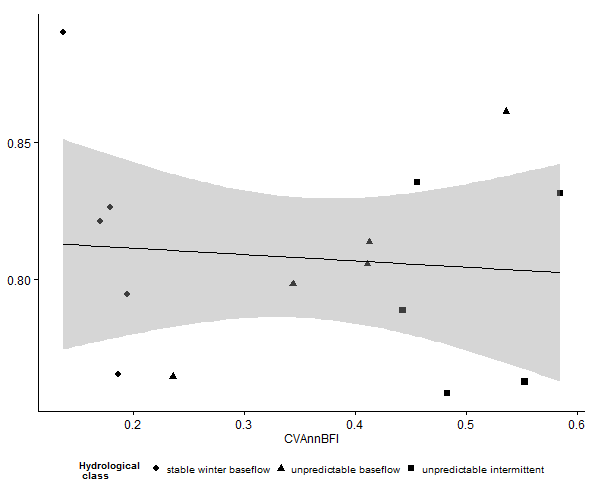 0.85
0.80
0.2 0.3 0.4 0.5 0.6
CVAnnBFI
Hydrological
class
stable winter baseflow unpredictable baseflow unpredictable intermittent